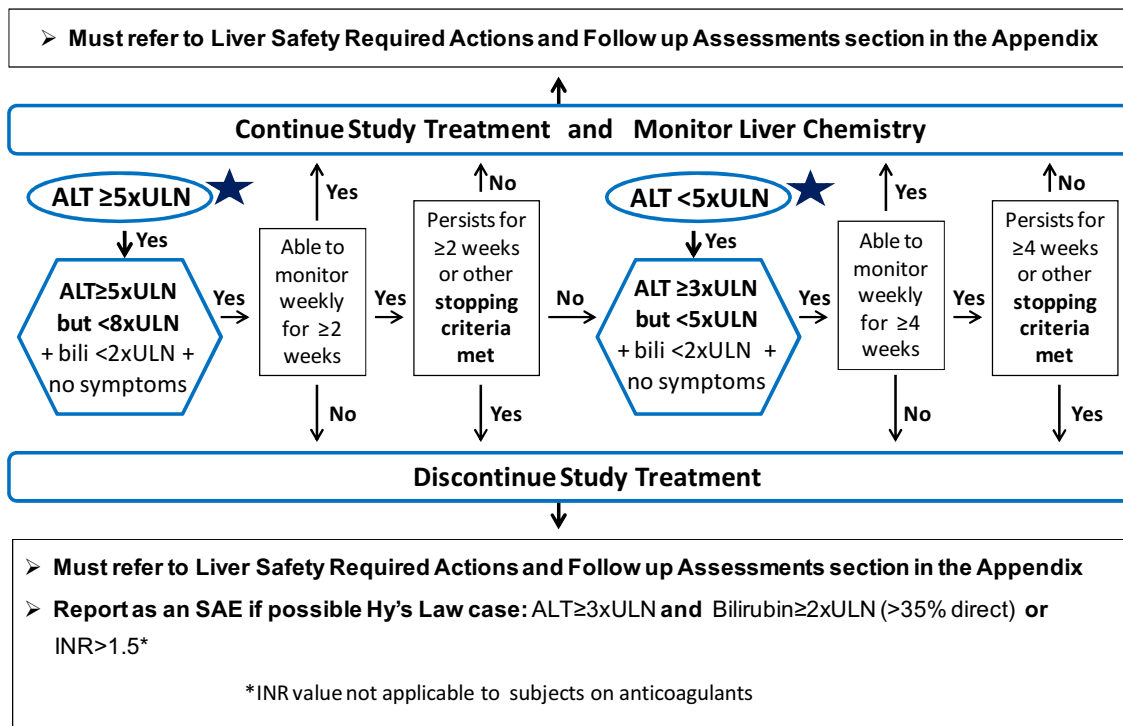 ➢ Must refer to Liver Safety Required Actions and Follow up Assessments section in the Appendix
Continue Study Treatment and Monitor Liver Chemistry
ALT ≥5xULN
Yes
ALT≥5xULN
but <8xULN
+ bili <2xULN +
no symptoms
Yes
Yes
Able to
monitor
weekly
for ≥2
weeks
No
Yes
No
Persists for
≥2 weeks
or other
stopping
criteria
met
Yes
No
ALT <5xULN
Yes
ALT ≥3xULN
but <5xULN
+ bili <2xULN +
no symptoms
Yes
Yes
Able to
monitor
weekly
for ≥4
weeks
No
Yes
No
Persists for
≥4 weeks
or other
stopping
criteria
met
Yes
Discontinue Study Treatment
➢ Must refer to Liver Safety Required Actions and Follow up Assessments section in the Appendix
➢ Report as an SAE if possible Hy's Law case: ALT≥3xULN and Bilirubin≥2xULN (>35% direct) or
INR>1.5*
*INR value not applicable to subjects on anticoagulants